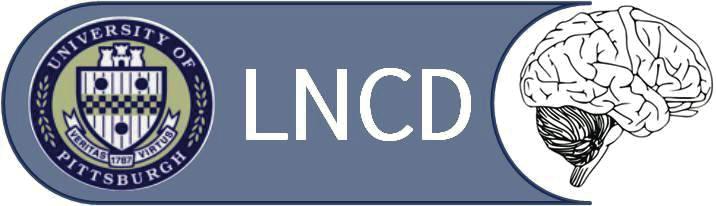 UNIVERSITY OF
PITTSBURGH
VERITAS 1787 VIRTUS
LNCD